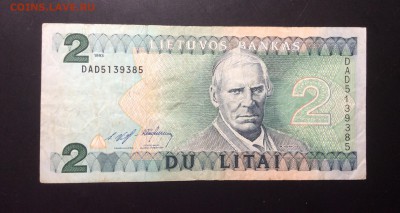 COINS.LAVE.RU
2
LIETUVOS BANKAS
1993
DAD5139385
2
DAD5139385
2
DU LITAI